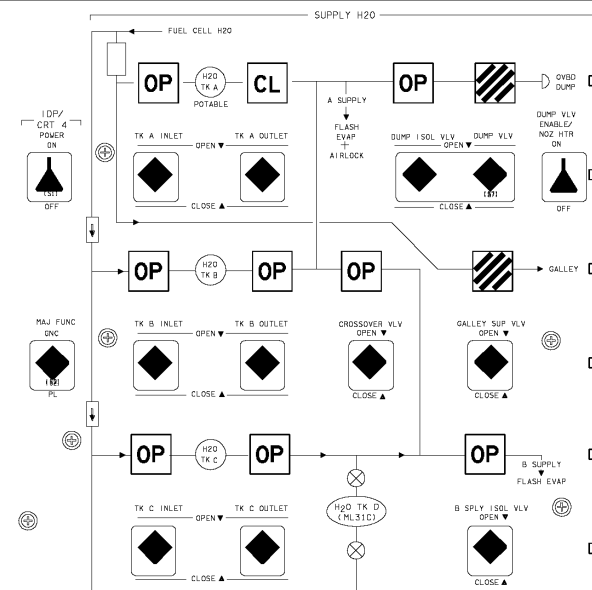 SUPPLY H2O
FUEL CELL H2O
OP
H2O
TK A
POTABLE
CL
OP
OVBD
DUMP
A SUPPLY
FLASH
EVAP
+
AIRLOCK
IDP/
CRT 4
POWER
ON
(S1)
OFF
TK A INLET
TK A OUTLET
OPEN ▼
CLOSE ▲
DUMP ISOL VLV
DUMP VLV
OPEN ▼
(S7)
CLOSE ▲
DUMP VLV
ENABLE/
NOZ HTR
ON
OFF
OP
H2O
TK B
OP
OP
GALLEY
MAJ FUNC
GNC
(S2)
PL
TK B INLET
TK B OUTLET
OPEN ▼
CLOSE ▲
CROSSOVER VLV
OPEN ▼
CLOSE ▲
GALLEY SUP VLV
OPEN ▼
CLOSE ▲
OP
H2O
TK C
OP
OP
B SUPPLY
FLASH EVAP
H2O TK D
(ML31C)
TK C INLET
TK C OUTLET
OPEN ▼
CLOSE ▲
B SPLY ISOL VLV
OPEN ▼
CLOSE ▲